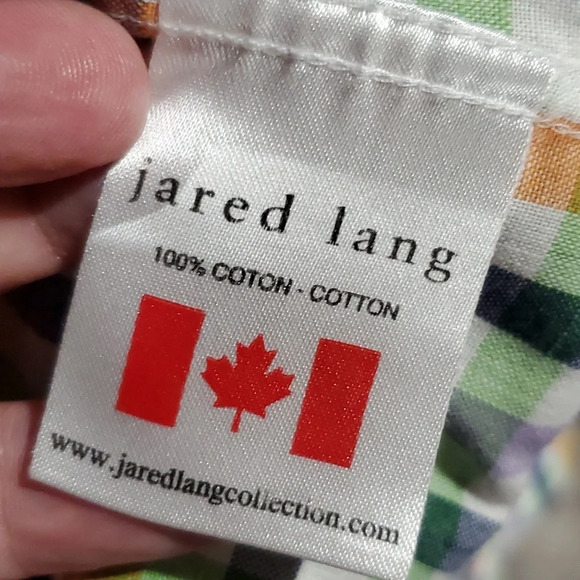 jared lang
100% COTON - COTTON
www.jaredlangcollection.com